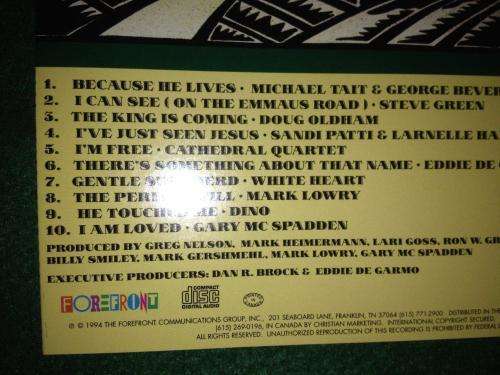 1. BECAUSE HE LIVES · MICHAEL TAIT & GEORGE BEVER
2. I CAN SEE ( ON THE EMMAUS ROAD ) · STEVE GREEN
3. THE KING IS COMING · DOUG OLDHAM
4. I'VE JUST SEEN JESUS · SANDI PATTI & LARNELLE HA
5. I'M FREE · CATHEDRAL QUARTET
6. THERE'S SOMETHING ABOUT THAT NAME · EDDIE DE
7. GENTLE · WHITE HEART
8. THE · MARK LOWRY
9. HE TOUCHED ME · DINO
10. I AM LOVED · GARY MC SPADDEN
PRODUCED BY GREG NELSON, MARK HEIMERMANN, LARI GOSS, RON W. GR
BILLY SMILEY, MARK GERSHMEHL, MARK LOWRY, GARY MC SPADDEN
EXECUTIVE PRODUCERS: DAN R. BROCK & EDDIE DE GARMO
FOREFRONT
COMPACT disc DIGITAL AUDIO
℗ © 1994 THE FOREFRONT COMMUNICATIONS GROUP, INC., 201 SEABOARD LANE, FRANKLIN, TN 37064 (615) 771-2900 DISTRIBUTED IN THE
(615) 269-0196, IN CANADA BY CHRISTIAN MARKETING. INTERNATIONAL COPYRIGHT SECURED.
ALL RIGHTS RESERVED. UNAUTHORIZED REPRODUCTION OF THIS RECORDING IS PROHIBITED BY FEDERAL